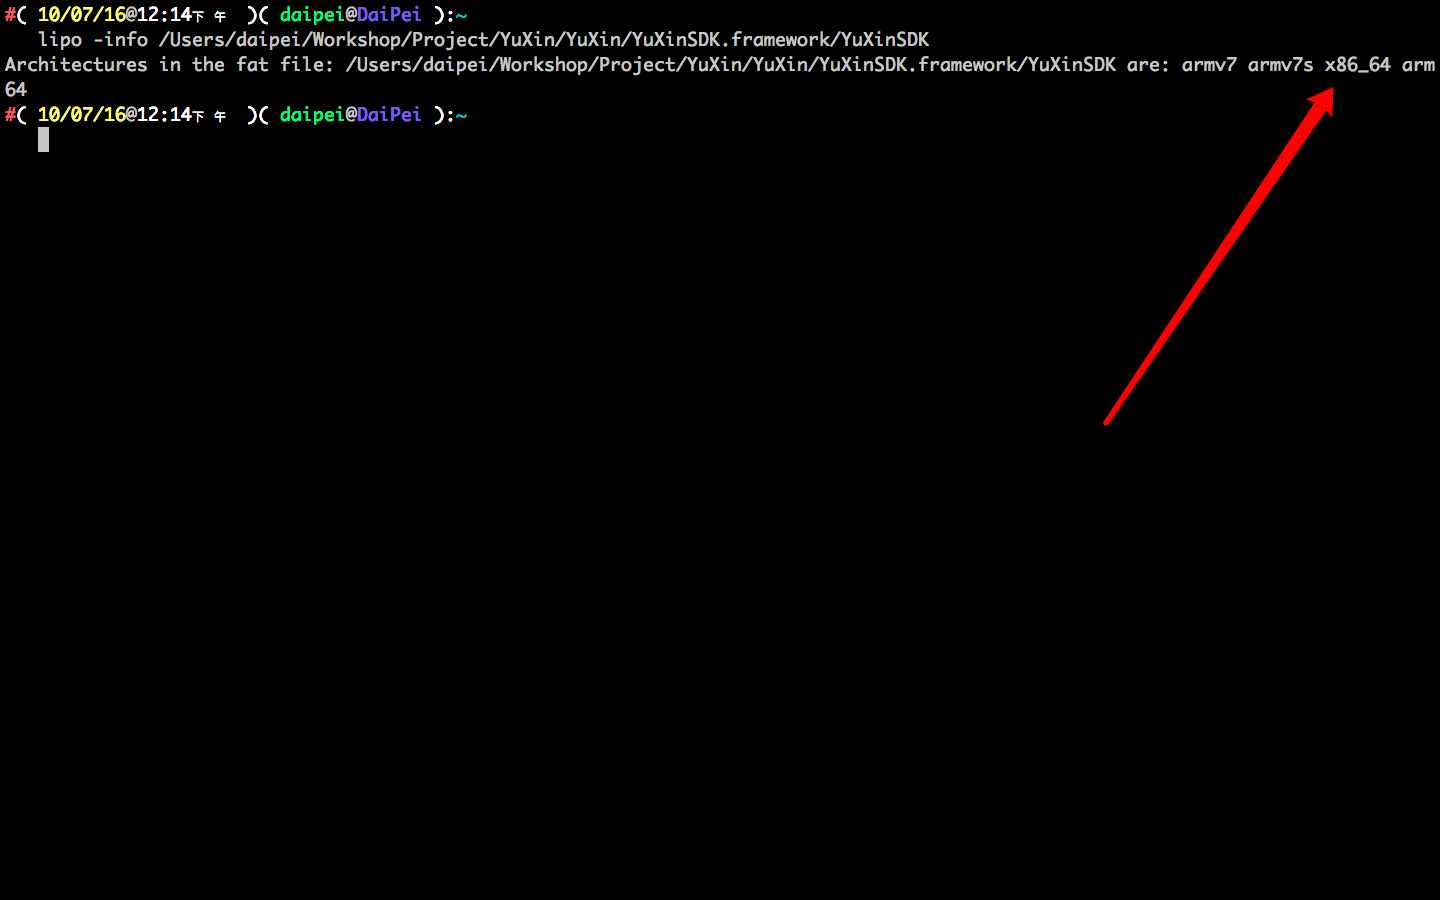 #( 10/07/16@12:14下 午  )( daipei@DaiPei ):~
lipo -info /Users/daipei/Workshop/Project/YuXin/YuXin/YuXinSDK.framework/YuXinSDK
Architectures in the fat file: /Users/daipei/Workshop/Project/YuXin/YuXin/YuXinSDK.framework/YuXinSDK are: armv7 armv7s x86_64 arm
64
#( 10/07/16@12:14下 午  )( daipei@DaiPei ):~